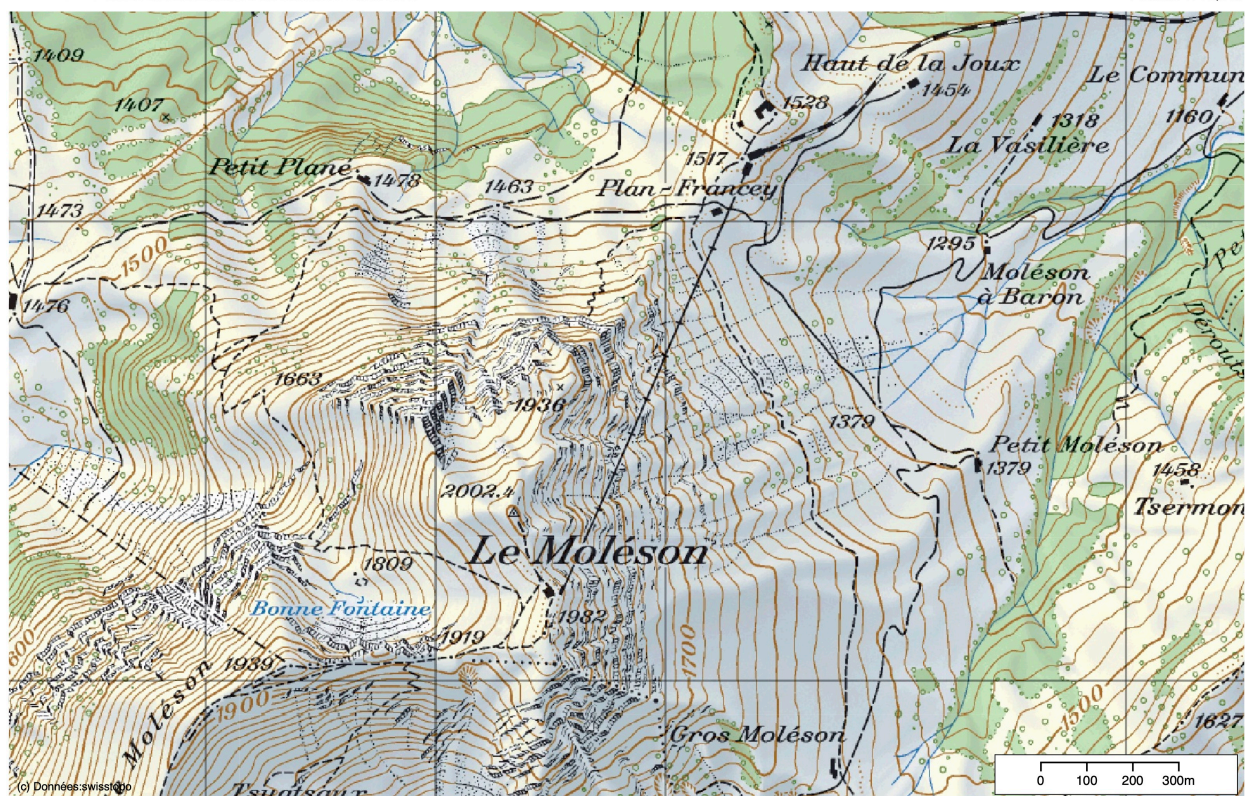 1409
Haut de la Joux
Le Commun
1454
1407
1528
1318
1160
La Vasilière
Petit Plané
1478
1517
1463
Plan-Francey
1473
1295
1500
Moléson
à Baron
1476
1663
1936
1379
Petit Moléson
1379
1458
Tsermon
2002,4
Le Moléson
1809
Bonne Fontaine
1982
1919
1939
1700
1900
1500
1627
Moléson
Gros Moléson
0 100 200 300m
(c) Données:swisstopo